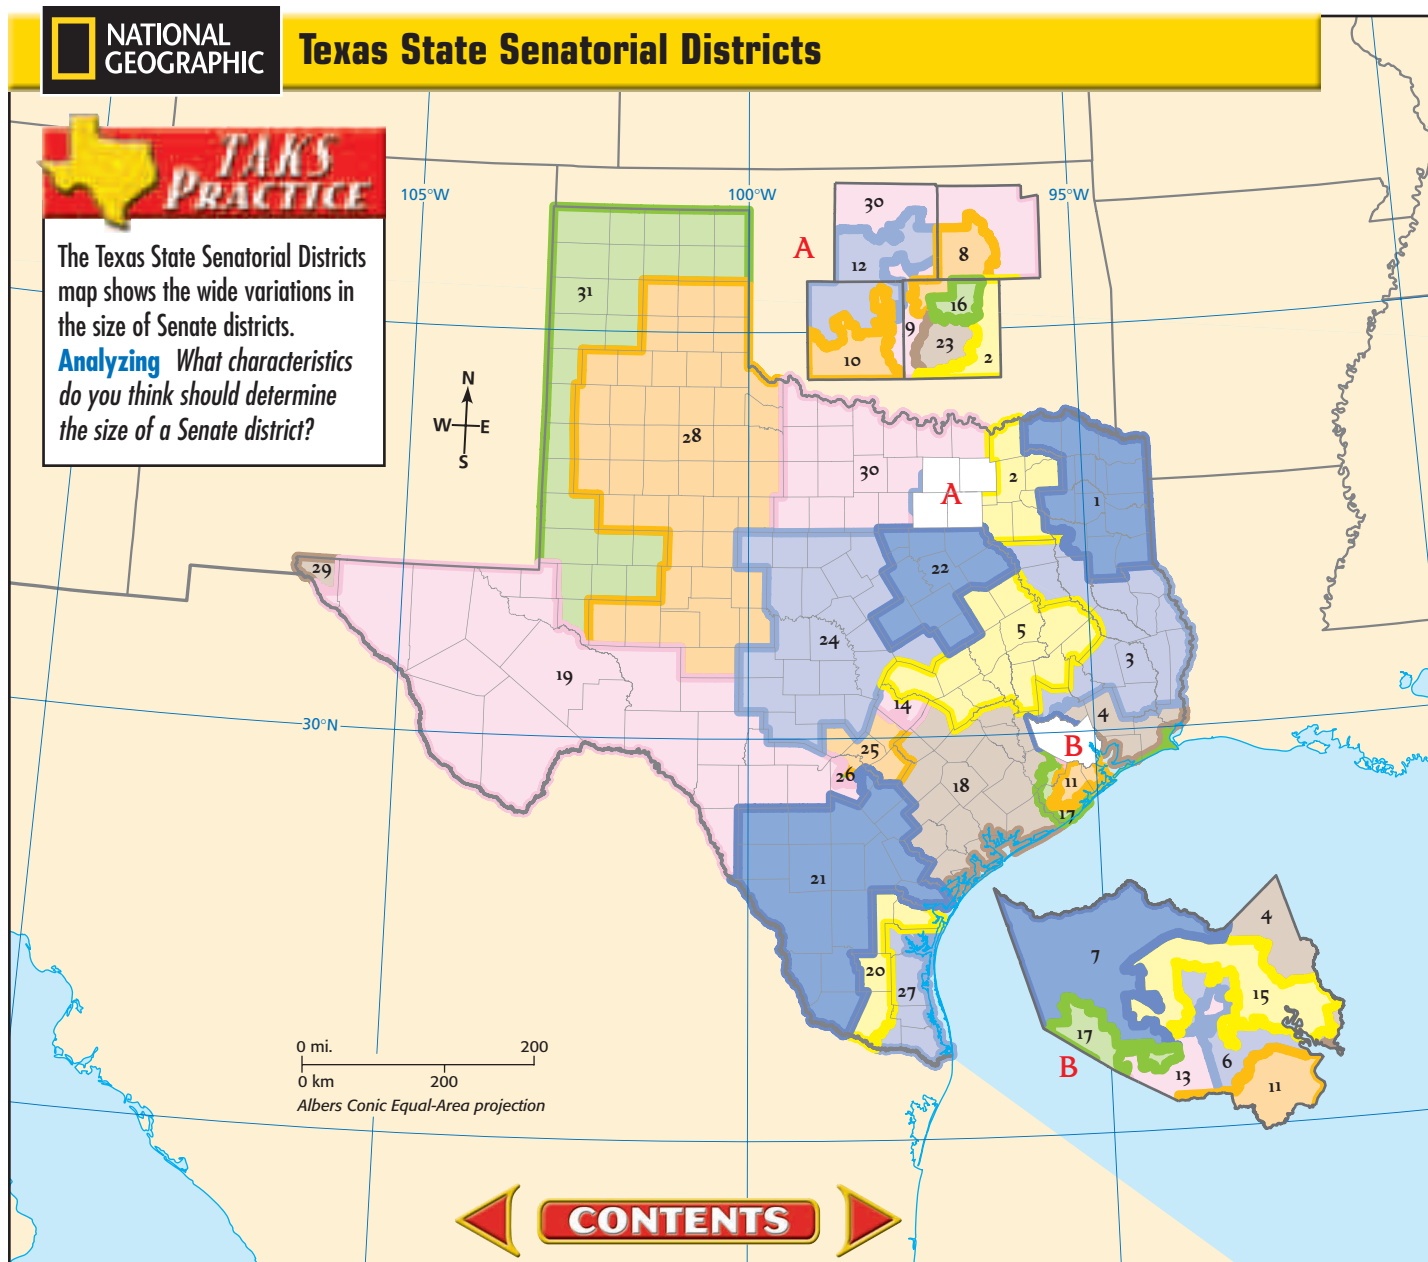 NATIONAL
GEOGRAPHIC
Texas State Senatorial Districts
TAKS
PRACTICE
The Texas State Senatorial Districts
map shows the wide variations in
the size of Senate districts.
Analyzing What characteristics
do you think should determine
the size of a Senate district?
105°W
100°W
95°W
30
A
12
8
16
9
23
10
2
31
N
W E
S
28
30
A
2
1
29
22
24
5
3
19
14
4
30°N
25
B
26
18
11
17
21
20
27
4
7
15
17
B
13
6
11
0 mi. 200
0 km 200
Albers Conic Equal-Area projection
CONTENTS